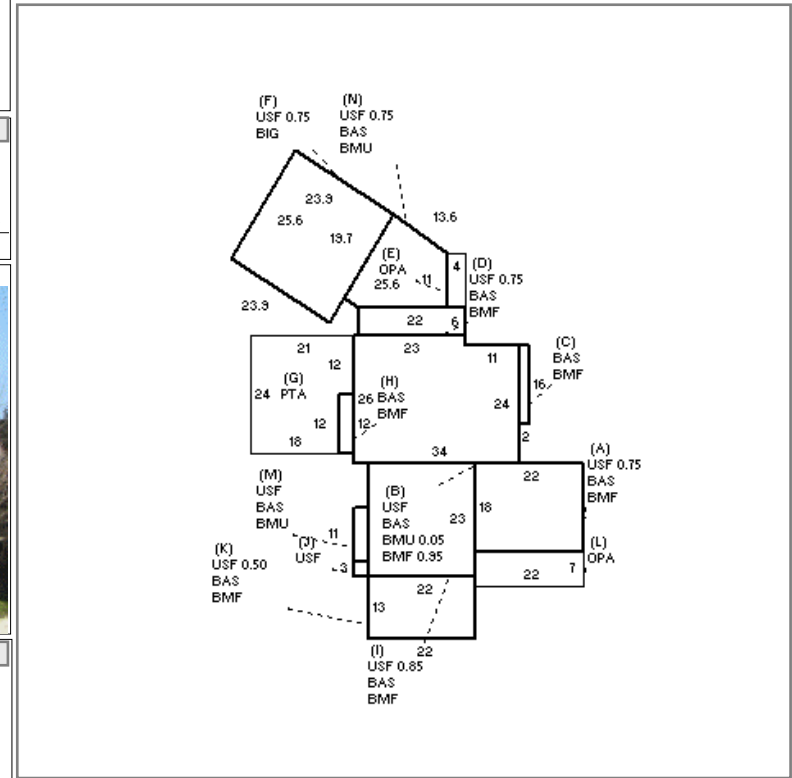 (F)
USF 0.75
BIG
(N)
USF 0.75
BAS
BMU
23.9
25.6
19.7
13.6
(E)
OPA
25.6
11
4
(D)
USF 0.75
BAS
BMF
23.9
22
6
21
12
23
11
(C)
BAS
BMF
(G)
PTA
24
(H)
BAS
BMF
26
12
16
24
12
18
2
34
(A)
USF 0.75
BAS
BMF
22
(M)
USF
BAS
BMU
(B)
USF
BAS
BMU 0.05
BMF 0.95
23
18
11
(J)
USF
3
(K)
USF 0.50
BAS
BMF
(L)
OPA
7
22
22
13
22
(I)
USF 0.85
BAS
BMF